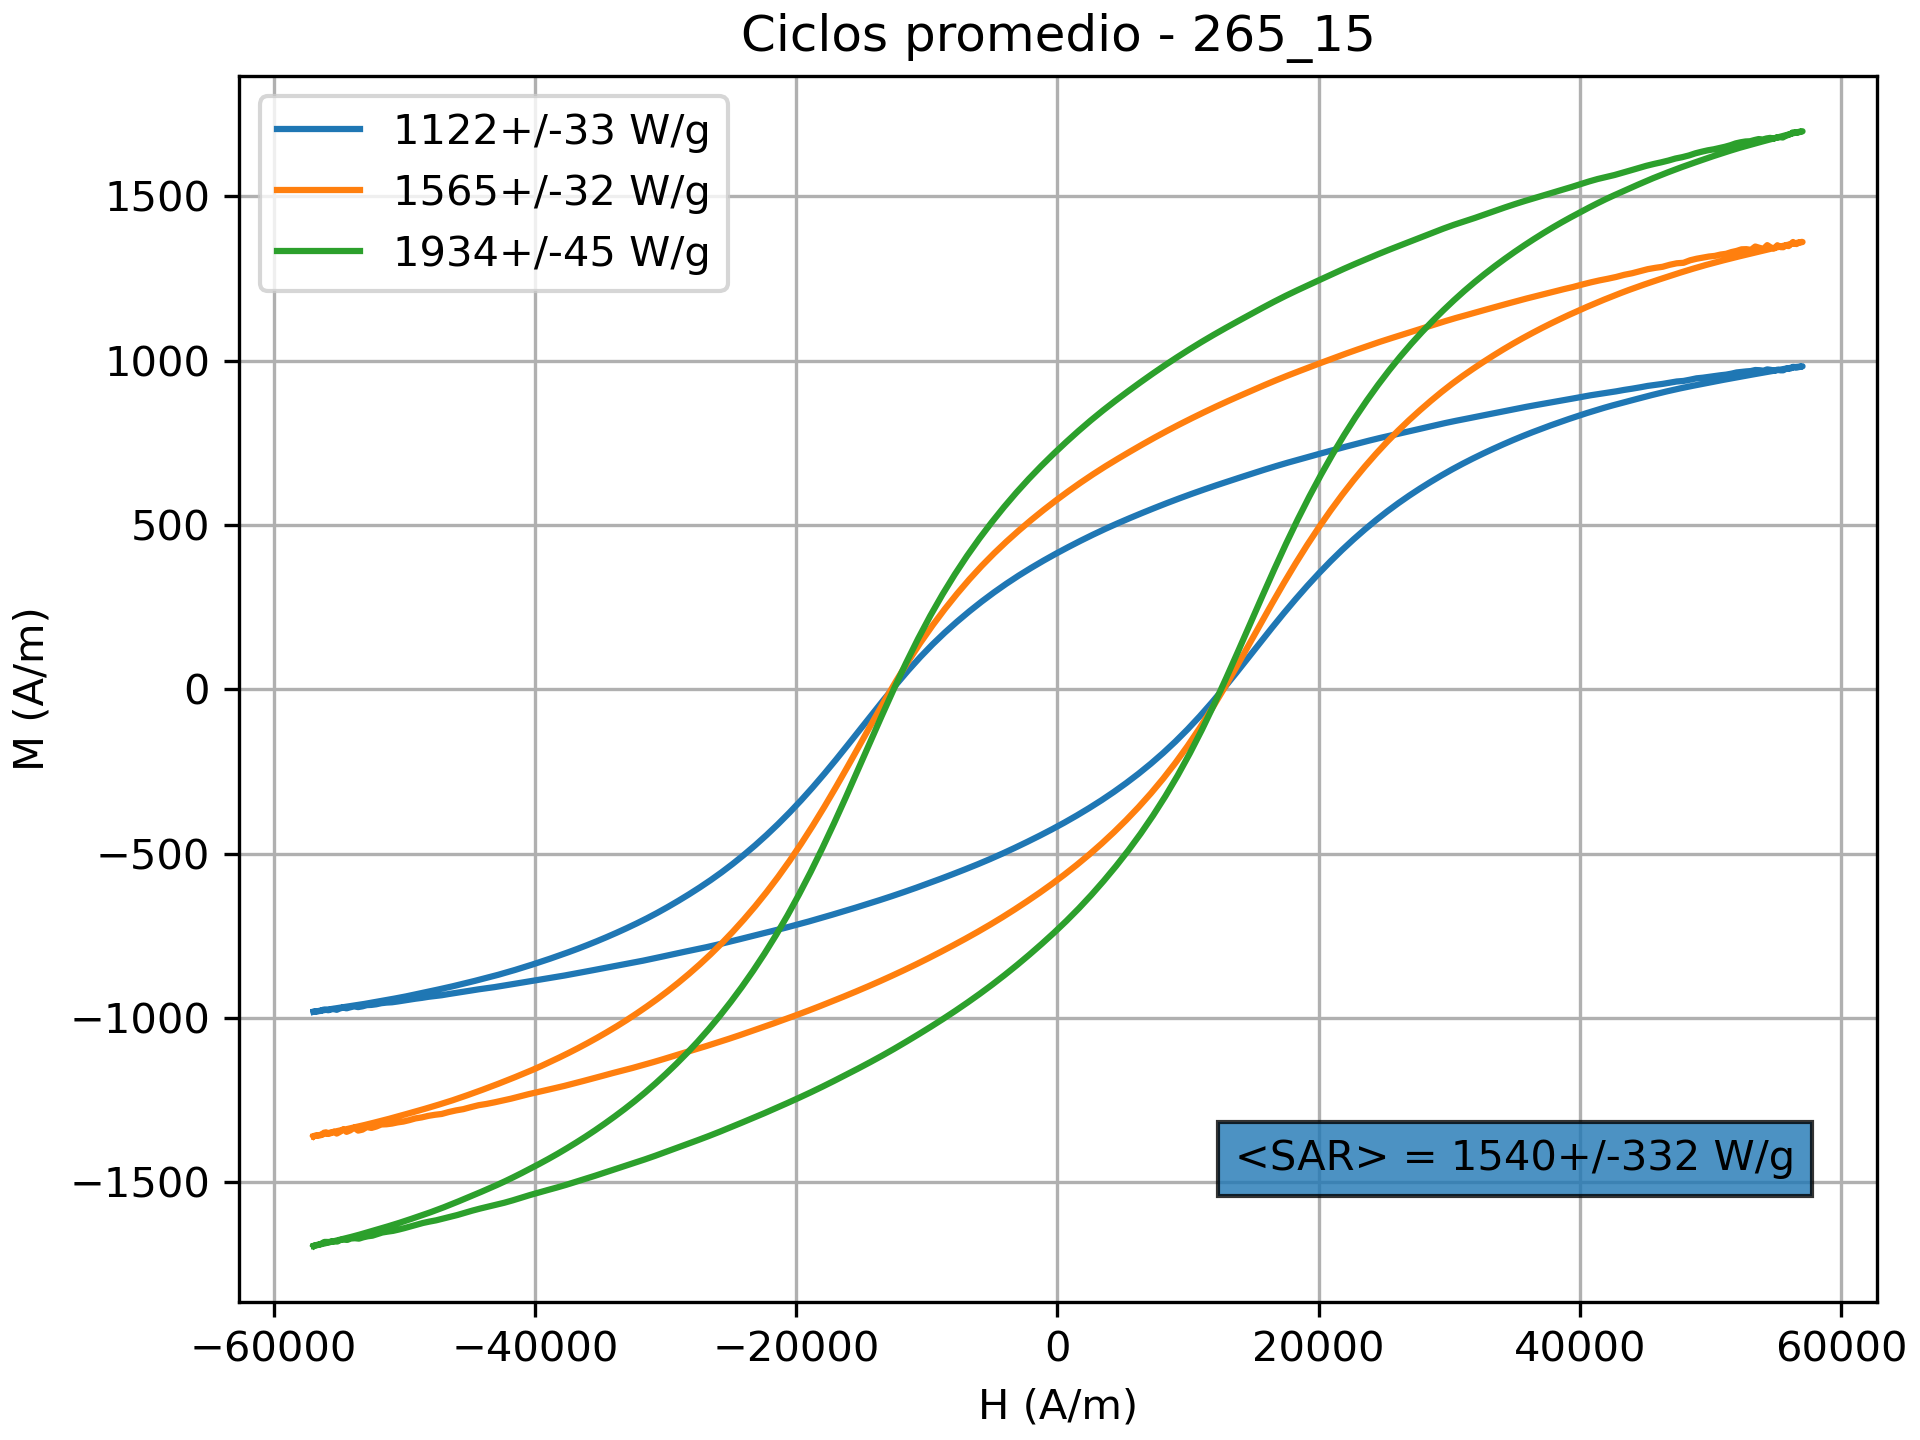 Ciclos promedio - 265_15
1122+/-33 W/g
1565+/-32 W/g
1934+/-45 W/g
1500
1000
500
0
−500
−1000
−1500
M (A/m)
<SAR> = 1540+/-332 W/g
−60000 −40000 −20000 0 20000 40000 60000
H (A/m)